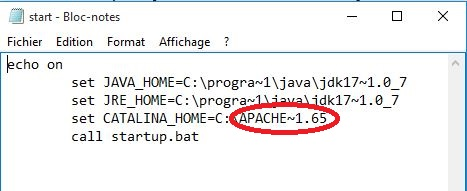 start - Bloc-notes
Fichier Edition Format Affichage ?
echo on
set JAVA_HOME=C:\progra~1\java\jdk17~1.0_7
set JRE_HOME=C:\progra~1\java\jdk17~1.0_7
set CATALINA_HOME=C:\APACHE~1.65
call startup.bat